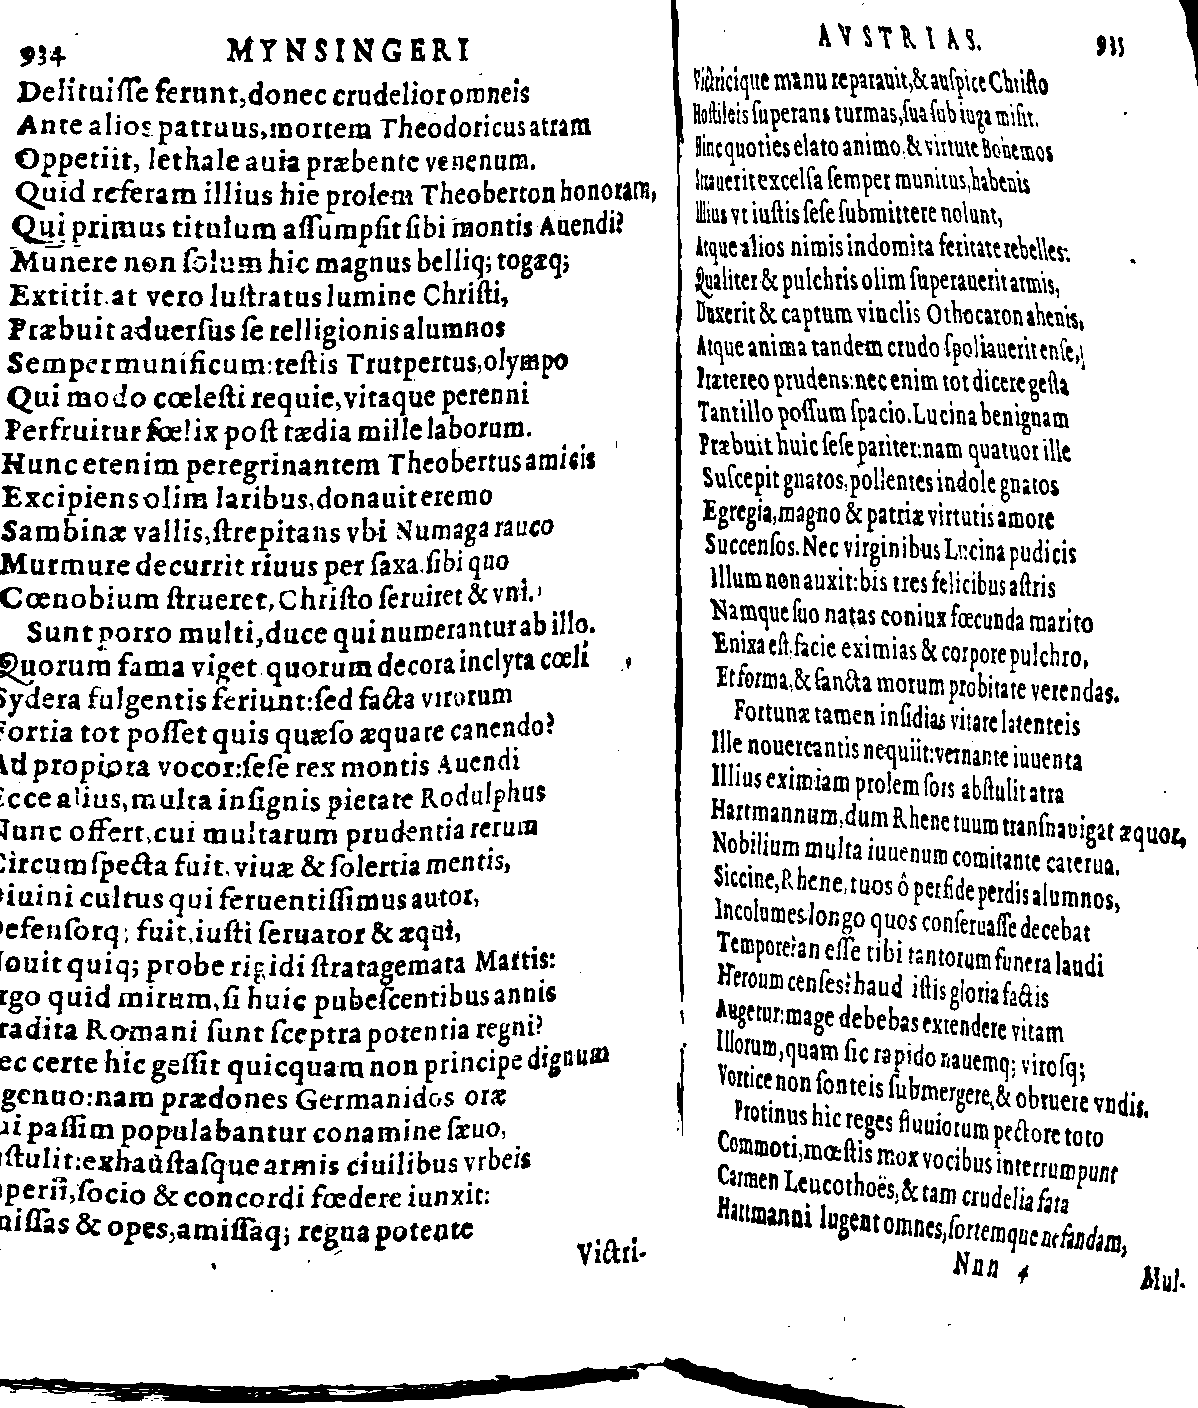 934 MYNSINGERI
Delituiſſe ferunt,donec crudelior omneis
Ante alios patruus,mortem Theodoricus atram
Oppetiit, lethale auia præbente venenum.
Quid referam illius hic prolem Theoberton honoram,
Qui primus titulum aſſumpſit ſibi montis Auendi?
Munere non ſolum hic magnus belliq; togæq;
Extitit.at vero luſtratus lumine Chriſti,
Præbuit aduerſus ſe relligionis alumnos
Semper munificum:teſtis Trutpertus,olympo
Qui modo cœleſti requie,vitaque perenni
Perfruitur fœlix poſt tædia mille laborum.
Hunc etenim peregrinantem Theobertus amicis
Excipiens olim laribus,donauit eremo
Sambinæ vallis,ſtrepitans vbi Numaga rauco
Murmure decurrit riuus per ſaxa.ſibi quo
Cœnobium ſtrueret,Chriſto ſeruiret & vni.
Sunt porro multi,duce qui numerantur ab illo.
Quorum fama viget quorum decora inclyta cœli
Sydera fulgentis feriunt:ſed facta virorum
Fortia tot poſſet quis quæſo æquare canendo?
Ad propiora vocor:ſeſe rex montis Auendi
Ecce alius,multa inſignis pietate Rodulphus
Nunc offert,cui multarum prudentia rerum
Circumſpecta fuit.viuæ & ſolertia mentis,
Diuini cultus qui feruentiſſimus autor,
Defenſorq; fuit,iuſti ſeruator & æqui,
Nouit quiq; probe rigidi ſtratagemata Martis:
rgo quid mirum,ſi huic pubeſcentibus annis
radita Romani ſunt ſceptra potentia regni?
ec certe hic geſſit quicquam non principe dignum
genuo:nam prædones Germanidos oræ
ui paſſim populabantur conamine ſæuo,
ſtulit:exhauſtaſque armis ciuilibus vrbeis
perii,ſocio & concordi fœdere iunxit:
miſſas & opes,amiſſaq; regna potente
Victri-
AVSTRIAS. 935
Victricique manu reparauit,& auſpice Chriſto
Hoſtileis ſuperans turmas,ſua ſub iuga miſit.
Hinc quoties elato animo.& virtute Bohemos
Strauerit excelſa ſemper munitus,habenis
Illius vt iuſtis ſeſe ſubmittere nolunt,
Atque alios nimis indomita feritate rebelles:
Qualiter & pulchris olim ſuperauerit armis,
Duxerit & captum vinclis Othocaron ahenis,
Atque anima tandem crudo ſpoliauerit enſe,
Prætereo prudens:nec enim tot dicere geſta
Tantillo poſſum ſpacio.Lucina benignam
Præbuit huic ſeſe pariter:nam quatuor ille
Suſcepit gnatos,pollentes indole gnatos
Egregia,magno & patriæ virtutis amore
Succenſos.Nec virginibus Lucina pudicis
Illum non auxit:bis tres felicibus aſtris
Namque ſuo natas coniux fœcunda marito
Enixa eſt.facie eximias & corpore pulchro,
Et forma,& ſancta morum probitate verendas.
Fortunæ tamen inſidias vitare latenteis
Ille nouercantis nequiit:vernante iuuenta
Illius eximiam prolem ſors abſtulit atra
Hartmannum,dum Rhene tuum tranſnauigat æquor,
Nobilium multa iuuenum comitante caterua.
Siccine,Rhene,tuos ô perfide perdis alumnos,
Incolumes longo quos conſeruaſſe decebat
Tempore?an eſſe tibi tantorum funera laudi
Heroum cenſes?haud iſtis gloria factis
Augetur:mage debebas extendere vitam
Illorum,quam ſic rapido nauemq; viroſq;
Vortice non ſonteis ſubmergere,& obruere vndis.
Protinus hic reges fluuiorum pectore toto
Commoti,mœſtis mox vocibus interrumpunt
Carmen Leucothoës,& tam crudelia fata
Hartmanni lugent omnes,ſortemque nefandam,
Nnn 4 Mul-